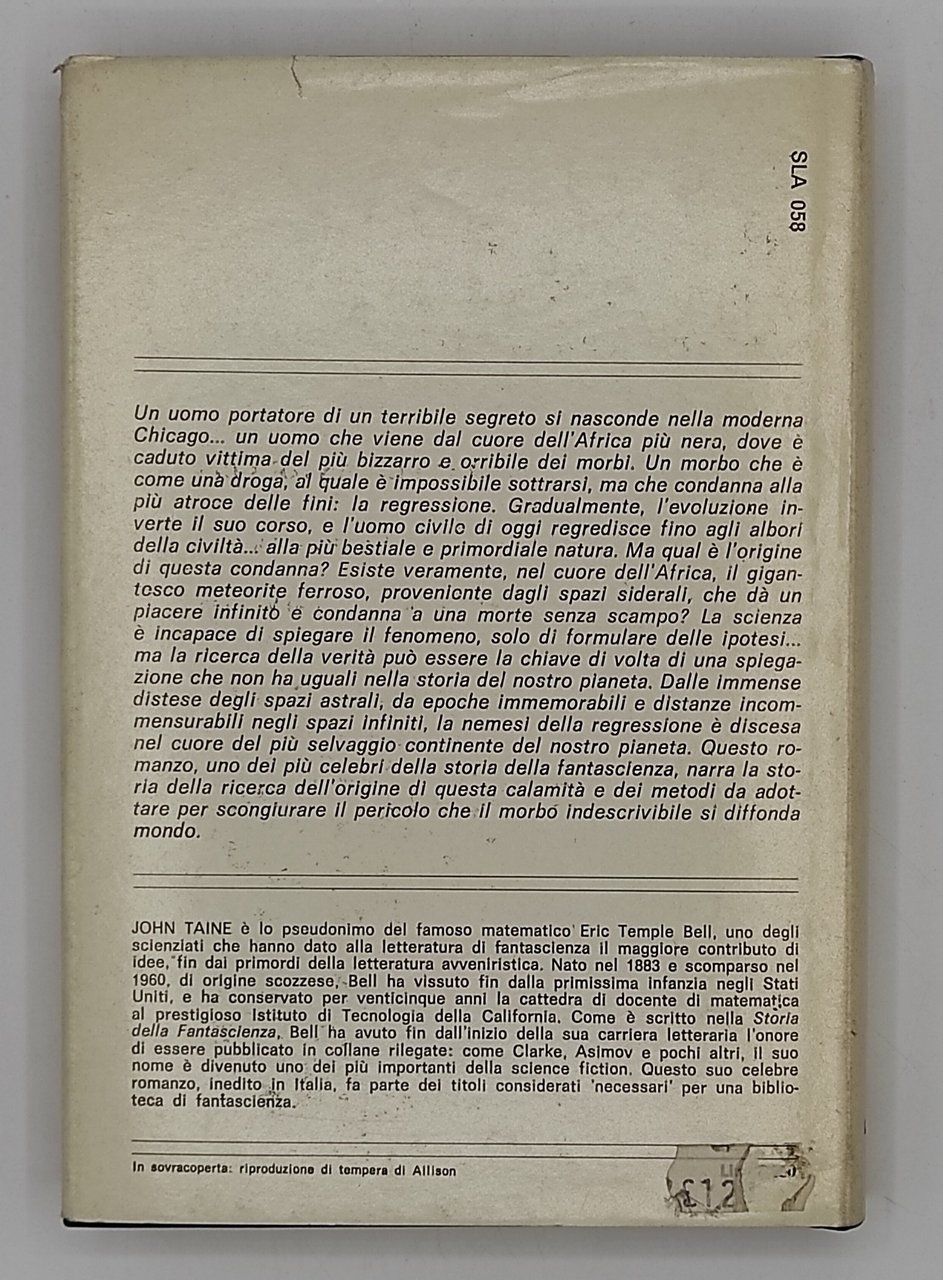 SLA 058
Un uomo portatore di un terribile segreto si nasconde nella moderna
Chicago... un uomo che viene dal cuore dell'Africa più nera, dove è
caduto vittima del più bizzarro e orribile dei morbi. Un morbo che è
come una droga, al quale è impossibile sottrarsi, ma che condanna alla
più atroce delle fini: la regressione. Gradualmente, l'evoluzione in-
verte il suo corso, e l'uomo civile di oggi regredisce fino agli albori
della civiltà... alla più bestiale e primordiale natura. Ma qual è l'origine
di questa condanna? Esiste veramente, nel cuore dell'Africa, il gigan-
tesco meteorite ferroso, proveniente dagli spazi siderali, che dà un
piacere infinito e condanna a una morte senza scampo? La scienza
è incapace di spiegare il fenomeno, solo di formulare delle ipotesi...
ma la ricerca della verità può essere la chiave di volta di una spiega-
zione che non ha uguali nella storia del nostro pianeta. Dalle immense
distese degli spazi astrali, da epoche immemorabili e distanze incom-
mensurabili negli spazi infiniti, la nemesi della regressione è discesa
nel cuore del più selvaggio continente del nostro pianeta. Questo ro-
manzo, uno dei più celebri della storia della fantascienza, narra la sto-
ria della ricerca dell'origine di questa calamità e dei metodi da adot-
tare per scongiurare il pericolo che il morbo indescrivibile si diffonda
mondo.
JOHN TAINE è lo pseudonimo del famoso matematico Eric Temple Bell, uno degli
scienziati che hanno dato alla letteratura di fantascienza il maggiore contributo di
idee, fin dai primordi della letteratura avveniristica. Nato nel 1883 e scomparso nel
1960, di origine scozzese, Bell ha vissuto fin dalla primissima infanzia negli Stati
Uniti, e ha conservato per venticinque anni la cattedra di docente di matematica
al prestigioso Istituto di Tecnologia della California. Come è scritto nella Storia
della Fantascienza, Bell ha avuto fin dall'inizio della sua carriera letteraria l'onore
di essere pubblicato in collane rilegate: come Clarke, Asimov e pochi altri, il suo
nome è divenuto uno dei più importanti della science fiction. Questo suo celebre
romanzo, inedito in Italia, fa parte dei titoli considerati 'necessari' per una biblio-
teca di fantascienza.
In sovracoperta: riproduzione di tempera di Allison